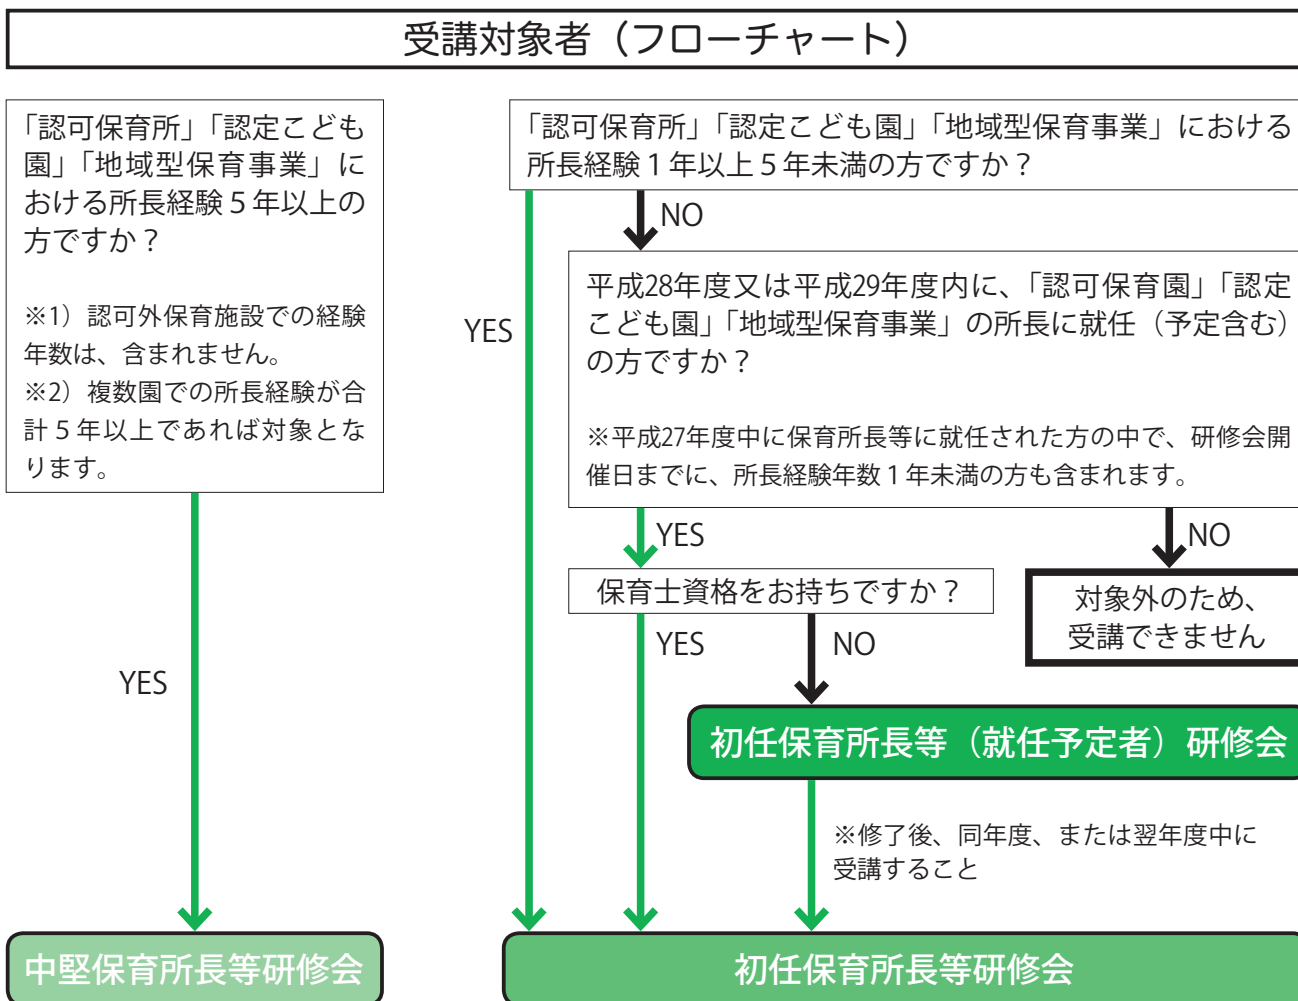 受講対象者（フローチャート）
「認可保育所」「認定こども
園」「地域型保育事業」に
おける所長経験５年以上の
方ですか？
※1）認可外保育施設での経験
年数は、含まれません。
※2）複数園での所長経験が合
計５年以上であれば対象とな
ります。
YES
中堅保育所長等研修会
「認可保育所」「認定こども園」「地域型保育事業」における
所長経験１年以上５年未満の方ですか？
NO
YES
平成28年度又は平成29年度内に、「認可保育園」「認定
こども園」「地域型保育事業」の所長に就任（予定含む）
の方ですか？
※平成27年度中に保育所長等に就任された方の中で、研修会開
催日までに、所長経験年数１年未満の方も含まれます。
YES
NO
保育士資格をお持ちですか？
対象外のため、
受講できません
YES
NO
初任保育所長等（就任予定者）研修会
※修了後、同年度、または翌年度中に
受講すること
初任保育所長等研修会